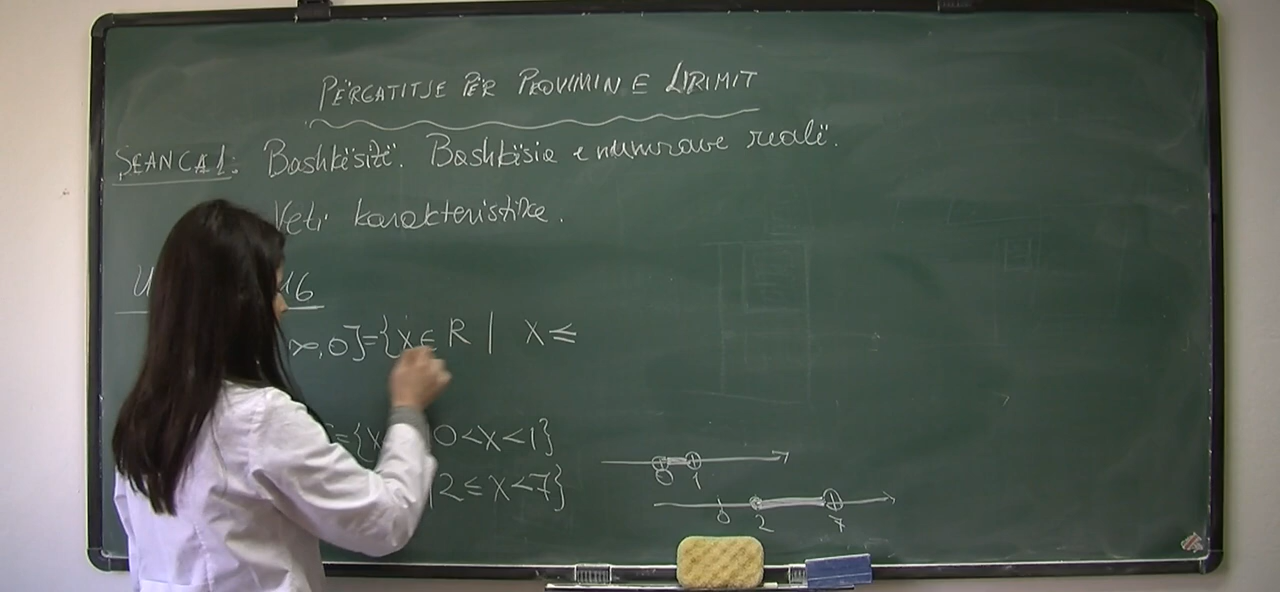 PËRGATITJE PËR PROVIMIN E LIRIMIT
SEANCA 1: Bashkësitë. Bashkësia e numrave realë.
Veti karakteristike.
U 16
∞,0]={x∈R | x≤
={x 0<x<1}
|2≤x<7}
0 1
0 2 7